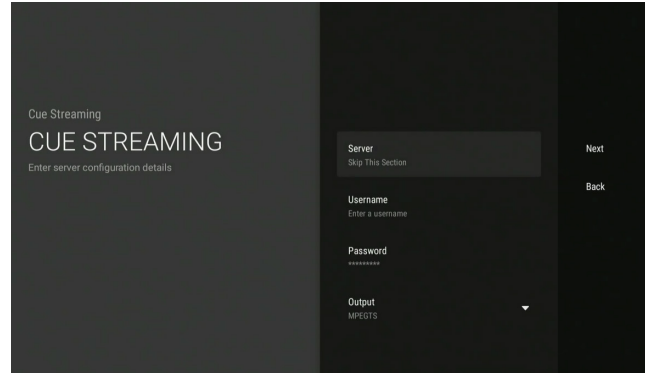 Cue Streaming
CUE STREAMING
Enter server configuration details
Server
Skip This Section
Username
Enter a username
Password
*********
Output
MPEGTS
Next
Back